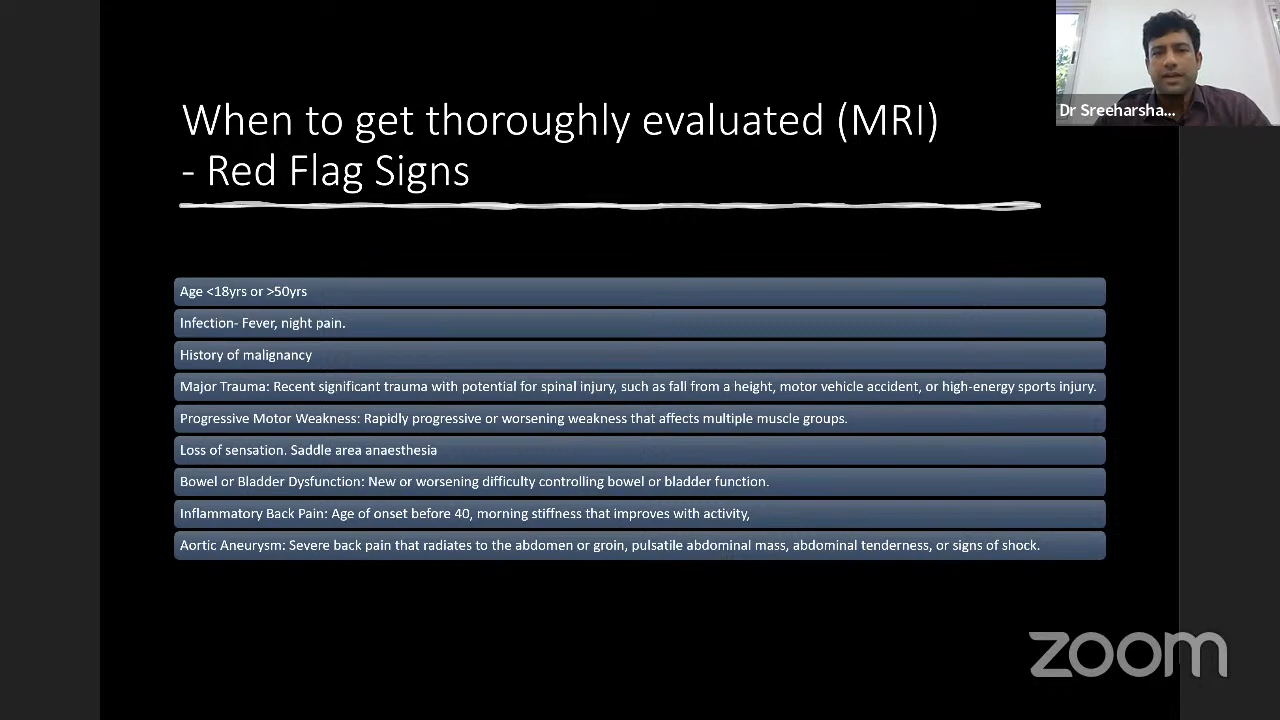 When to get thoroughly evaluated (MRI)
- Red Flag Signs
Dr Sreeharsha...
Age <18yrs or >50yrs
Infection- Fever, night pain.
History of malignancy
Major Trauma: Recent significant trauma with potential for spinal injury, such as fall from a height, motor vehicle accident, or high-energy sports injury.
Progressive Motor Weakness: Rapidly progressive or worsening weakness that affects multiple muscle groups.
Loss of sensation. Saddle area anaesthesia
Bowel or Bladder Dysfunction: New or worsening difficulty controlling bowel or bladder function.
Inflammatory Back Pain: Age of onset before 40, morning stiffness that improves with activity,
Aortic Aneurysm: Severe back pain that radiates to the abdomen or groin, pulsatile abdominal mass, abdominal tenderness, or signs of shock.
zoom